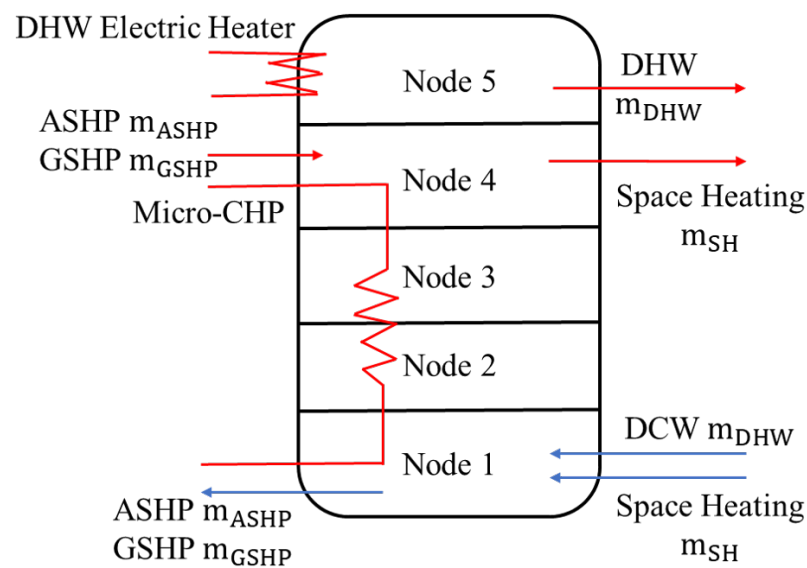 DHW Electric Heater
Node 5
DHW
mDHW
ASHP mASHP
GSHP mGSHP
Node 4
Micro-CHP
Space Heating
mSH
Node 3
Node 2
Node 1
DCW mDHW
Space Heating
mSH
ASHP mASHP
GSHP mGSHP